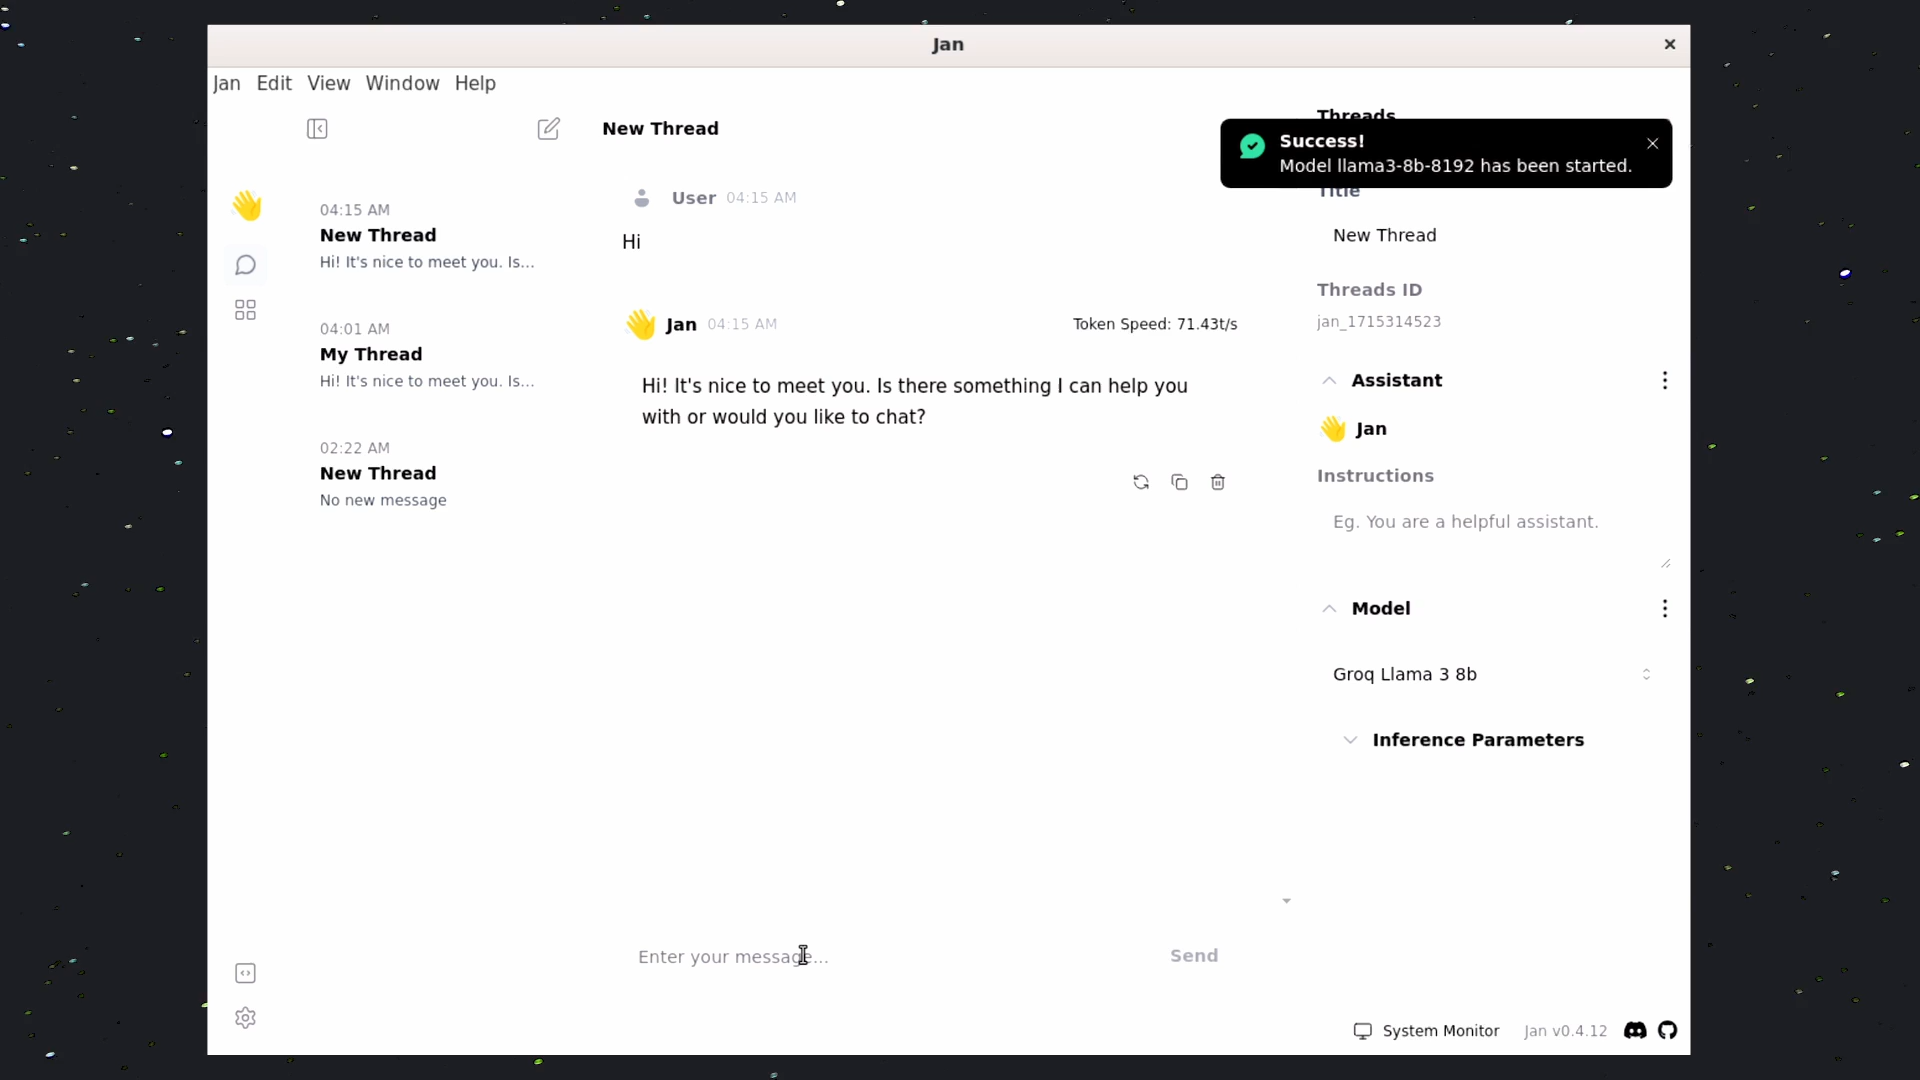 Jan
Jan Edit View Window Help
New Thread
Threads
Success!
Model llama3-8b-8192 has been started.
04:15 AM
New Thread
Hi! It's nice to meet you. Is...
04:01 AM
My Thread
Hi! It's nice to meet you. Is...
02:22 AM
New Thread
No new message
User 04:15 AM
Hi
Jan 04:15 AM Token Speed: 71.43t/s
Hi! It's nice to meet you. Is there something I can help you
with or would you like to chat?
Enter your message...
Send
Title
New Thread
Threads ID
jan_1715314523
Assistant
Jan
Instructions
Eg. You are a helpful assistant.
Model
Groq Llama 3 8b
Inference Parameters
System Monitor Jan v0.4.12